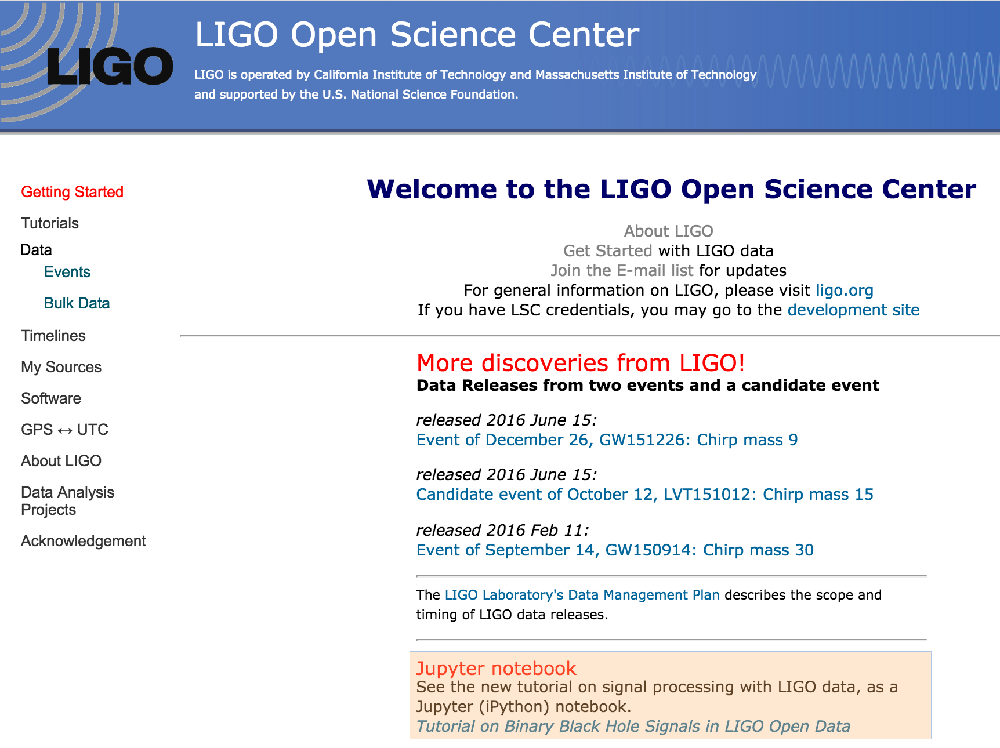 LIGO
LIGO Open Science Center
LIGO is operated by California Institute of Technology and Massachusetts Institute of Technology
and supported by the U.S. National Science Foundation.
Getting Started
Tutorials
Data
Events
Bulk Data
Timelines
My Sources
Software
GPS ↔ UTC
About LIGO
Data Analysis
Projects
Acknowledgement
Welcome to the LIGO Open Science Center
About LIGO
Get Started with LIGO data
Join the E-mail list for updates
For general information on LIGO, please visit ligo.org
If you have LSC credentials, you may go to the development site
More discoveries from LIGO!
Data Releases from two events and a candidate event
released 2016 June 15:
Event of December 26, GW151226: Chirp mass 9
released 2016 June 15:
Candidate event of October 12, LVT151012: Chirp mass 15
released 2016 Feb 11:
Event of September 14, GW150914: Chirp mass 30
The LIGO Laboratory's Data Management Plan describes the scope and
timing of LIGO data releases.
Jupyter notebook
See the new tutorial on signal processing with LIGO data, as a
Jupyter (iPython) notebook.
Tutorial on Binary Black Hole Signals in LIGO Open Data